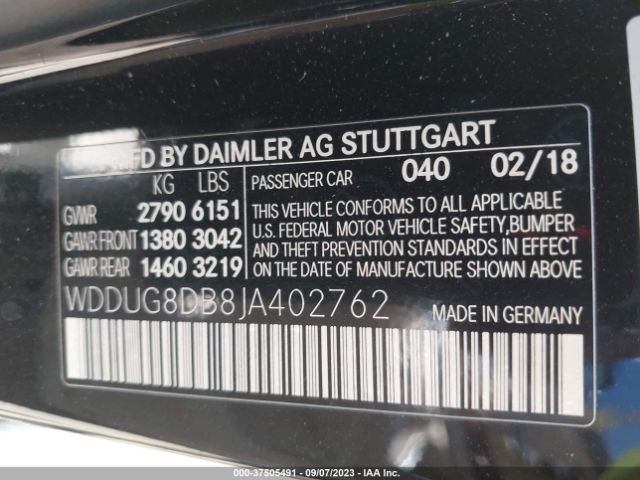 MFD BY DAIMLER AG STUTTGART
KG LBS
GVWR 2790 6151
GAWR FRONT 1380 3042
GAWR REAR 1460 3219
PASSENGER CAR 040 02/18
THIS VEHICLE CONFORMS TO ALL APPLICABLE
U.S. FEDERAL MOTOR VEHICLE SAFETY, BUMPER
AND THEFT PREVENTION STANDARDS IN EFFECT
ON THE DATE OF MANUFACTURE SHOWN ABOVE
WDDUG8DB8JA402762
MADE IN GERMANY
000-37505491 - 09/07/2023 - IAA Inc.